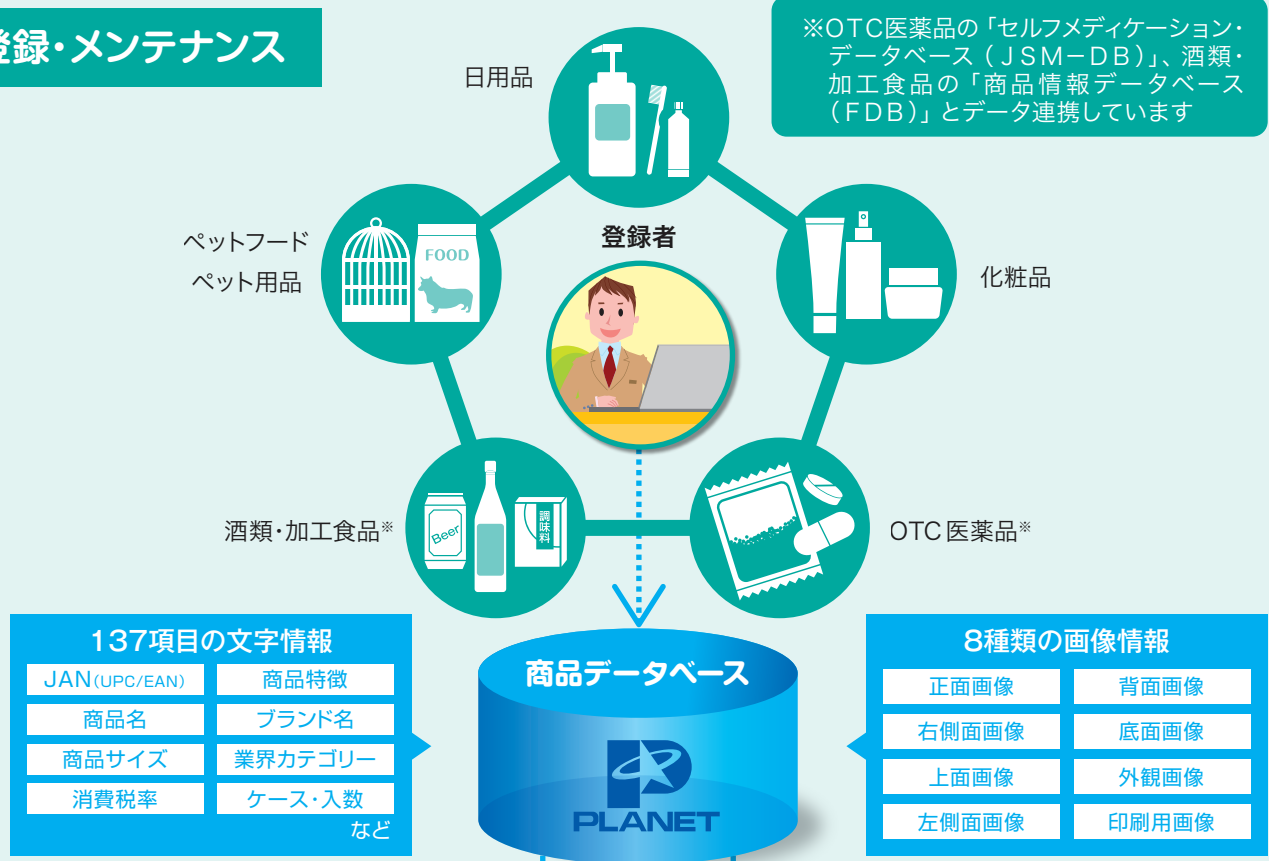 登録・メンテナンス
※OTC医薬品の「セルフメディケーション・
データベース（JSM−DB）」、酒類・
加工食品の「商品情報データベース
（FDB）」とデータ連携しています
日用品
ペットフード
ペット用品
FOOD
登録者
化粧品
酒類・加工食品※
Beer
調味料
OTC医薬品※
137項目の文字情報
JAN(UPC/EAN)
商品特徴
商品名
ブランド名
商品サイズ
業界カテゴリー
消費税率
ケース・入数
など
商品データベース
PLANET
8種類の画像情報
正面画像
背面画像
右側面画像
底面画像
上面画像
外観画像
左側面画像
印刷用画像